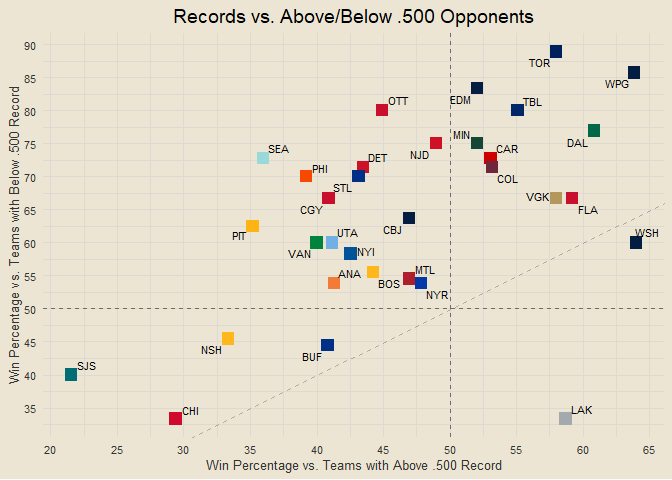 Records vs. Above/Below .500 Opponents
Win Percentage vs. Teams with Below .500 Record
90
85
80
75
70
65
60
55
50
45
40
35
TOR
WPG
EDM
OTT
TBL
DAL
MIN
NJD
CAR
SEA
DET
COL
PHI
STL
CGY
VGK
FLA
CBJ
PIT
UTA
WSH
VAN
NYI
ANA
BOS
MTL
NYR
NSH
BUF
SJS
CHI
LAK
20 25 30 35 40 45 50 55 60 65
Win Percentage vs. Teams with Above .500 Record